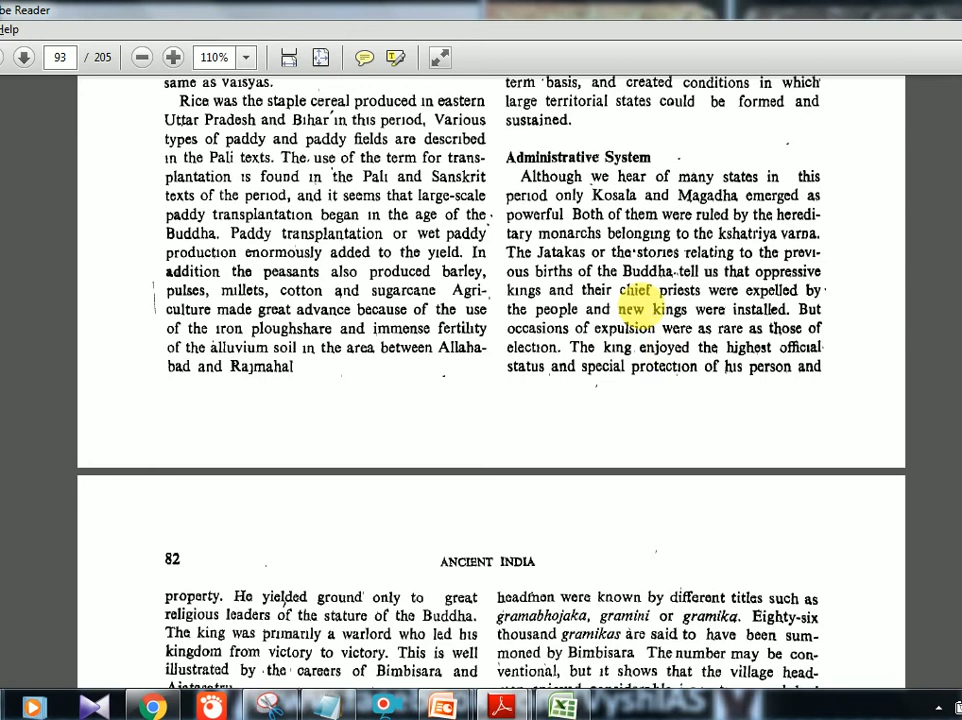 be Reader
Help
93 / 205
110%
same as vaisyas.
Rice was the staple cereal produced in eastern
Uttar Pradesh and Bihar in this period, Various
types of paddy and paddy fields are described
in the Pali texts. The use of the term for trans-
plantation is found in the Pali and Sanskrit
texts of the period, and it seems that large-scale
paddy transplantation began in the age of the
Buddha. Paddy transplantation or wet paddy
production enormously added to the yield. In
addition the peasants also produced barley,
pulses, millets, cotton and sugarcane Agri-
culture made great advance because of the use
of the iron ploughshare and immense fertility
of the alluvium soil in the area between Allaha-
bad and Rajmahal
term basis, and created conditions in which
large territorial states could be formed and
sustained.
Administrative System
Although we hear of many states in this
period only Kosala and Magadha emerged as
powerful Both of them were ruled by the heredi-
tary monarchs belonging to the kshatriya varna.
The Jatakas or the stories relating to the previ-
ous births of the Buddha tell us that oppressive
kings and their chief priests were expelled by
the people and new kings were installed. But
occasions of expulsion were as rare as those of
election. The king enjoyed the highest official
status and special protection of his person and
82
ANCIENT INDIA
property. He yielded ground only to great
religious leaders of the stature of the Buddha.
The king was primarily a warlord who led his
kingdom from victory to victory. This is well
illustrated by the careers of Bimbisara and
headmen were known by different titles such as
gramabhojaka, gramini or gramika. Eighty-six
thousand gramikas are said to have been sum-
moned by Bimbisara The number may be con-
ventional, but it shows that the village head-